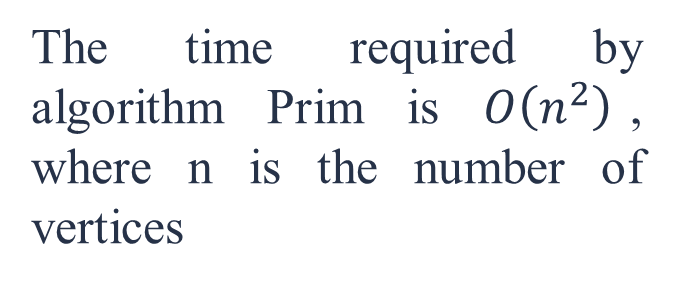 The time required by
algorithm Prim is O(n²) ,
where n is the number of
vertices